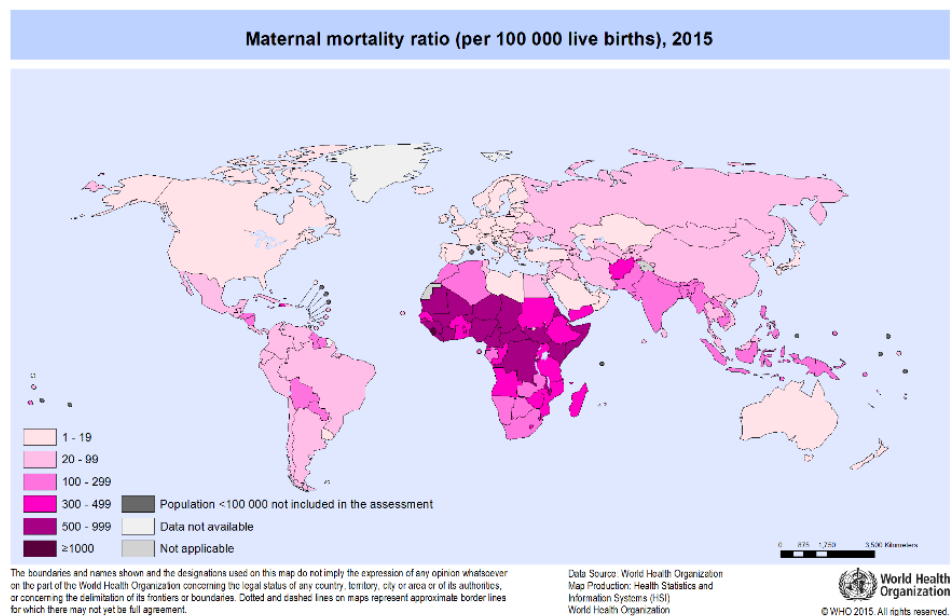 Maternal mortality ratio (per 100 000 live births), 2015
1 - 19
20 - 99
100 - 299
300 - 499
500 - 999
≥1000
Population <100 000 not included in the assessment
Data not available
Not applicable
0 875 1,750 3,500 Kilometers
The boundaries and names shown and the designations used on this map do not imply the expression of any opinion whatsoever
on the part of the World Health Organization concerning the legal status of any country, territory, city or area or of its authorities,
or concerning the delimitation of its frontiers or boundaries. Dotted and dashed lines on maps represent approximate border lines
for which there may not yet be full agreement.
Data Source: World Health Organization
Map Production: Health Statistics and
Information Systems (HSI)
World Health Organization
World Health
Organization
© WHO 2015. All rights reserved.